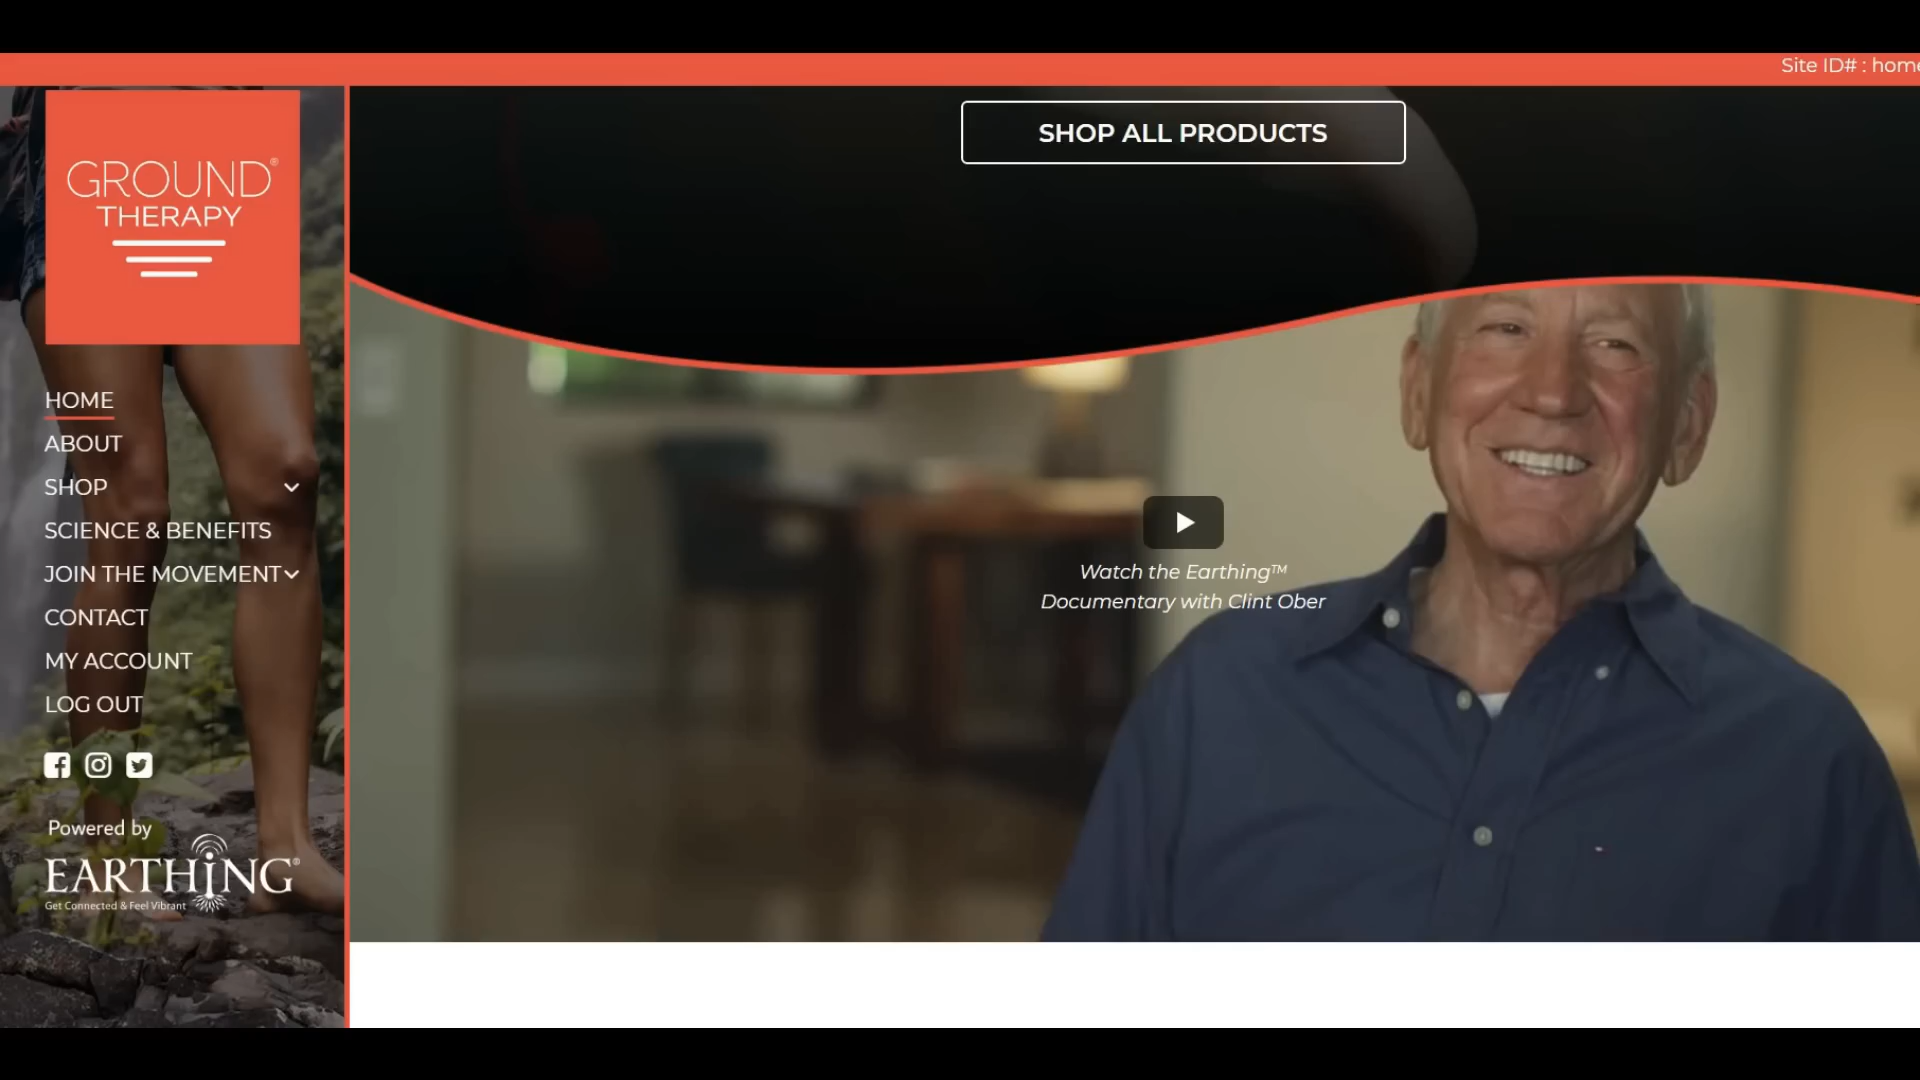 Site ID# : home
GROUND®
THERAPY
SHOP ALL PRODUCTS
HOME
ABOUT
SHOP
SCIENCE & BENEFITS
JOIN THE MOVEMENT
CONTACT
MY ACCOUNT
LOG OUT
Powered by
EARTHING®
Get Connected & Feel Vibrant
Watch the Earthing™
Documentary with Clint Ober